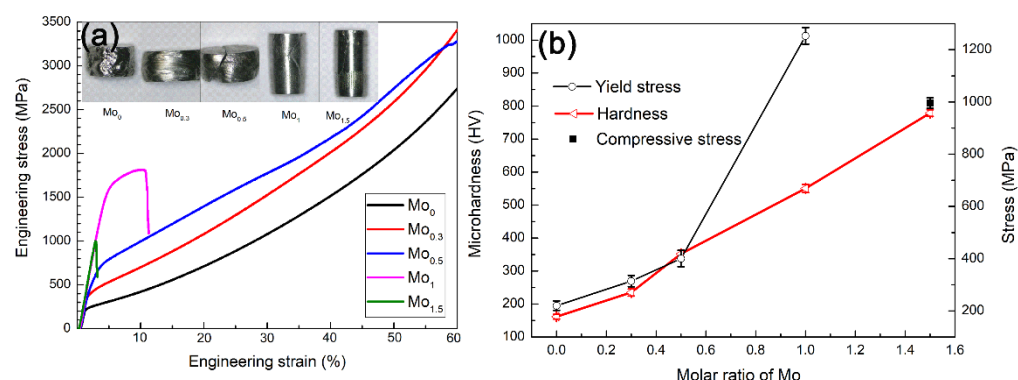 (a)
3500
3000
2500
2000
1500
1000
500
0
Engineering stress (MPa)
Mo0
Mo0.3
Mo0.5
Mo1
Mo1.5
Mo0
Mo0.3
Mo0.5
Mo1
Mo1.5
0 10 20 30 40 50 60
Engineering strain (%)
(b)
1000
900
800
700
600
500
400
300
200
100
Microhardness (HV)
Yield stress
Hardness
Compressive stress
1200
1000
800
600
400
200
Stress (MPa)
0.0 0.2 0.4 0.6 0.8 1.0 1.2 1.4 1.6
Molar ratio of Mo